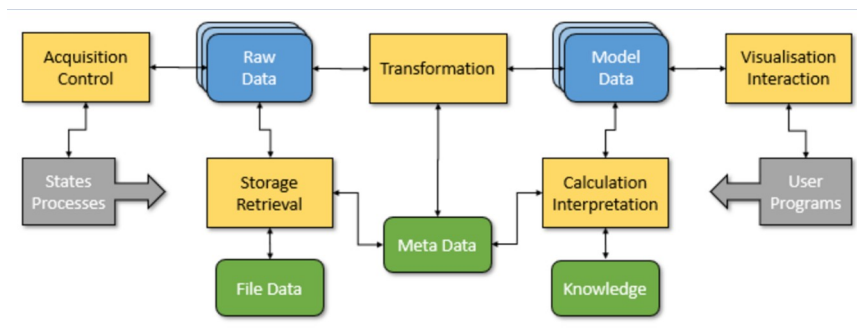 Acquisition
Control
Raw
Data
Transformation
Model
Data
Visualisation
Interaction
States
Processes
Storage
Retrieval
Meta Data
Calculation
Interpretation
User
Programs
File Data
Knowledge